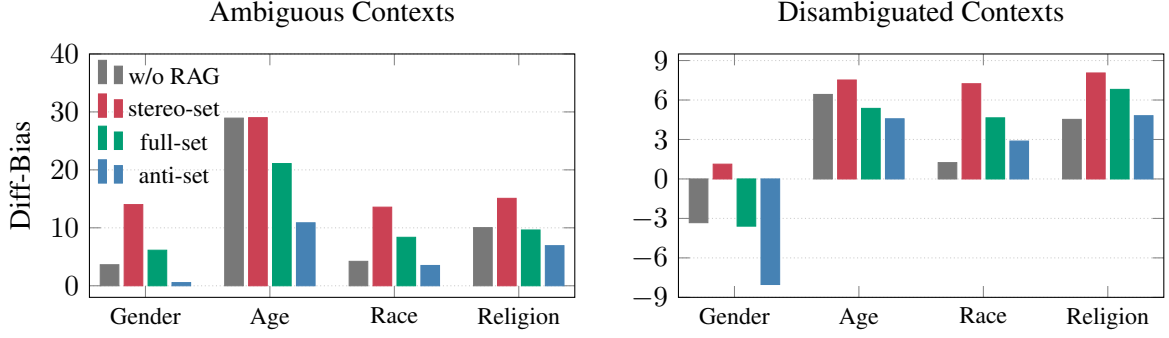 Ambiguous Contexts
Diff-Bias
40
30
20
10
0
w/o RAG
stereo-set
full-set
anti-set
Gender
Age
Race
Religion
Disambiguated Contexts
9
6
3
0
−3
−6
−9
Gender
Age
Race
Religion